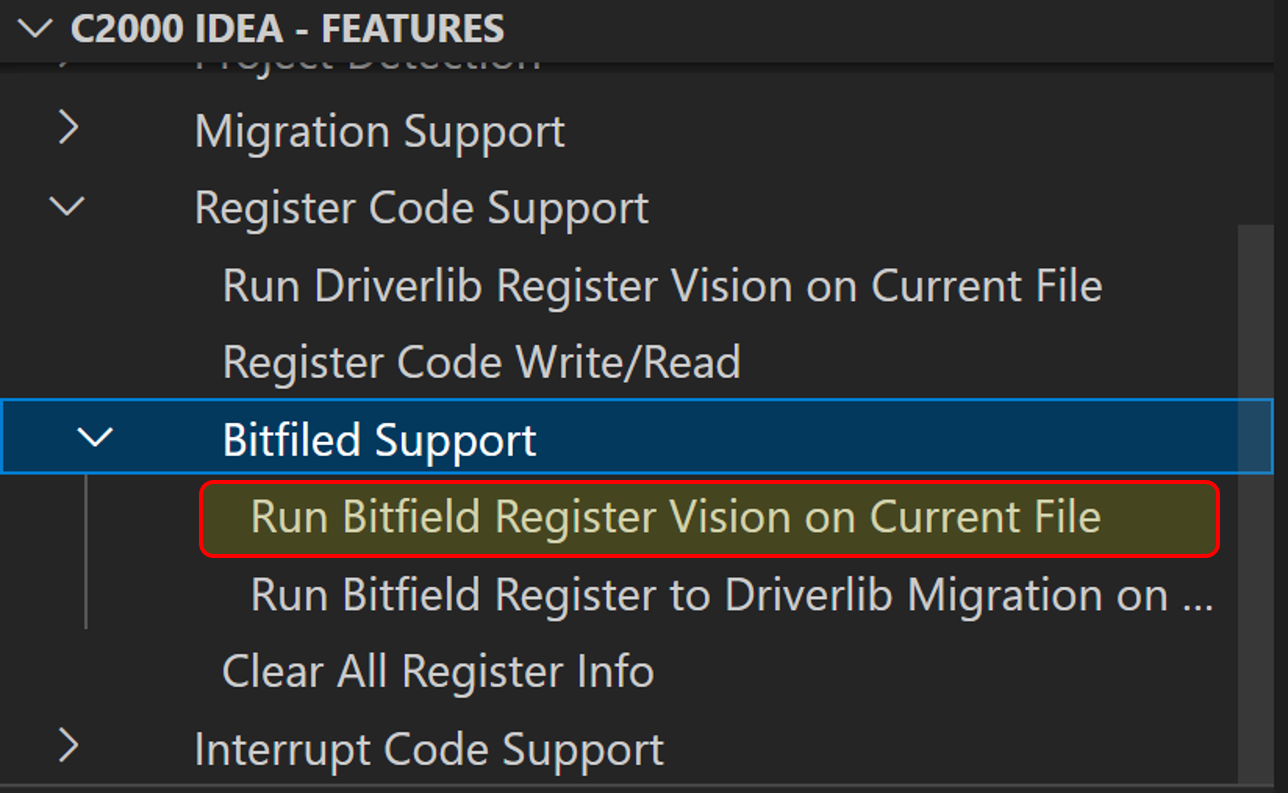 C2000 IDEA - FEATURES
Project Detection
Migration Support
Register Code Support
Run Driverlib Register Vision on Current File
Register Code Write/Read
Bitfiled Support
Run Bitfield Register Vision on Current File
Run Bitfield Register to Driverlib Migration on ...
Clear All Register Info
Interrupt Code Support